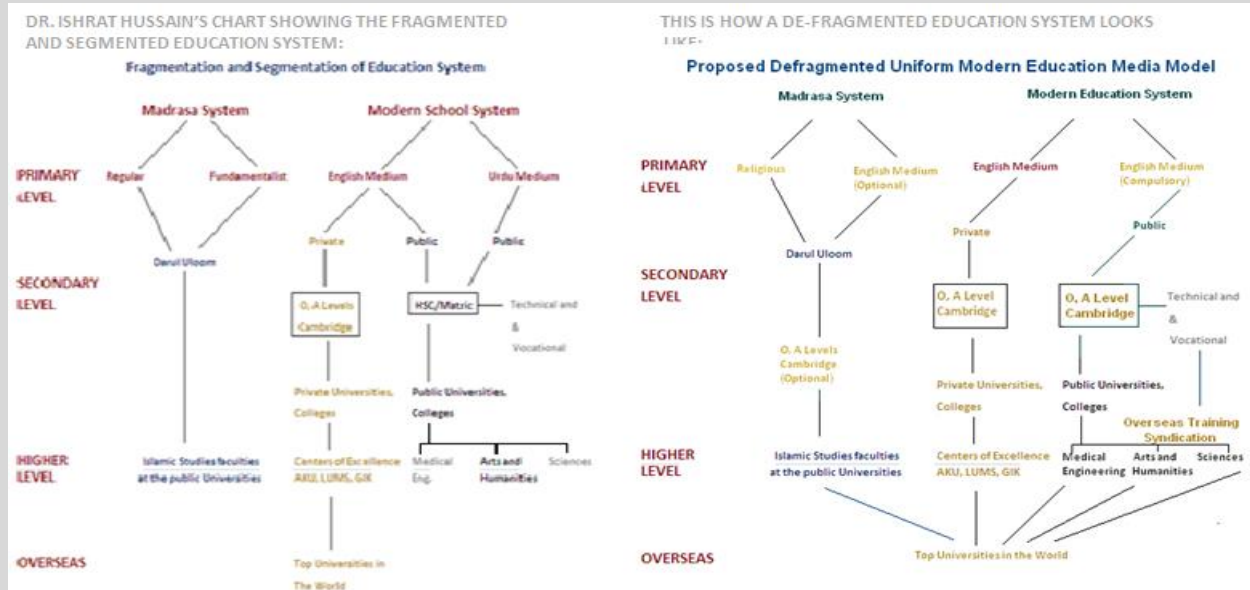 DR. ISHRAT HUSSAIN'S CHART SHOWING THE FRAGMENTED
AND SEGMENTED EDUCATION SYSTEM:
Fragmentation and Segmentation of Education System
Madrasa System
Modern School System
PRIMARY
LEVEL
Regular
Fundamentalist
English Medium
Urdu Medium
Private
Public
Public
Darul Uloom
SECONDARY
LEVEL
O, A Levels
Cambridge
HSC/Matric
Technical and
&
Vocational
Private Universities,
Colleges
Public Universities,
Colleges
HIGHER
LEVEL
Islamic Studies faculties
at the public Universities
Centers of Excellence
AKU, LUMS, GIK
Medical
Eng.
Arts and
Humanities
Sciences
OVERSEAS
Top Universities in
The World
THIS IS HOW A DE-FRAGMENTED EDUCATION SYSTEM LOOKS
LIKE:
Proposed Defragmented Uniform Modern Education Media Model
Madrasa System
Modern Education System
PRIMARY
LEVEL
Religious
English Medium
(Optional)
English Medium
English Medium
(Compulsory)
Public
Private
Darul Uloom
SECONDARY
LEVEL
O, A Level
Cambridge
O, A Level
Cambridge
Technical and
&
Vocational
O, A Levels
Cambridge
(Optional)
Private Universities,
Colleges
Public Universities,
Colleges
Overseas Training
Syndication
HIGHER
LEVEL
Islamic Studies faculties
at the public Universities
Centers of Excellence
AKU, LUMS, GIK
Medical
Engineering
Arts and
Humanities
Sciences
OVERSEAS
Top Universities in the World